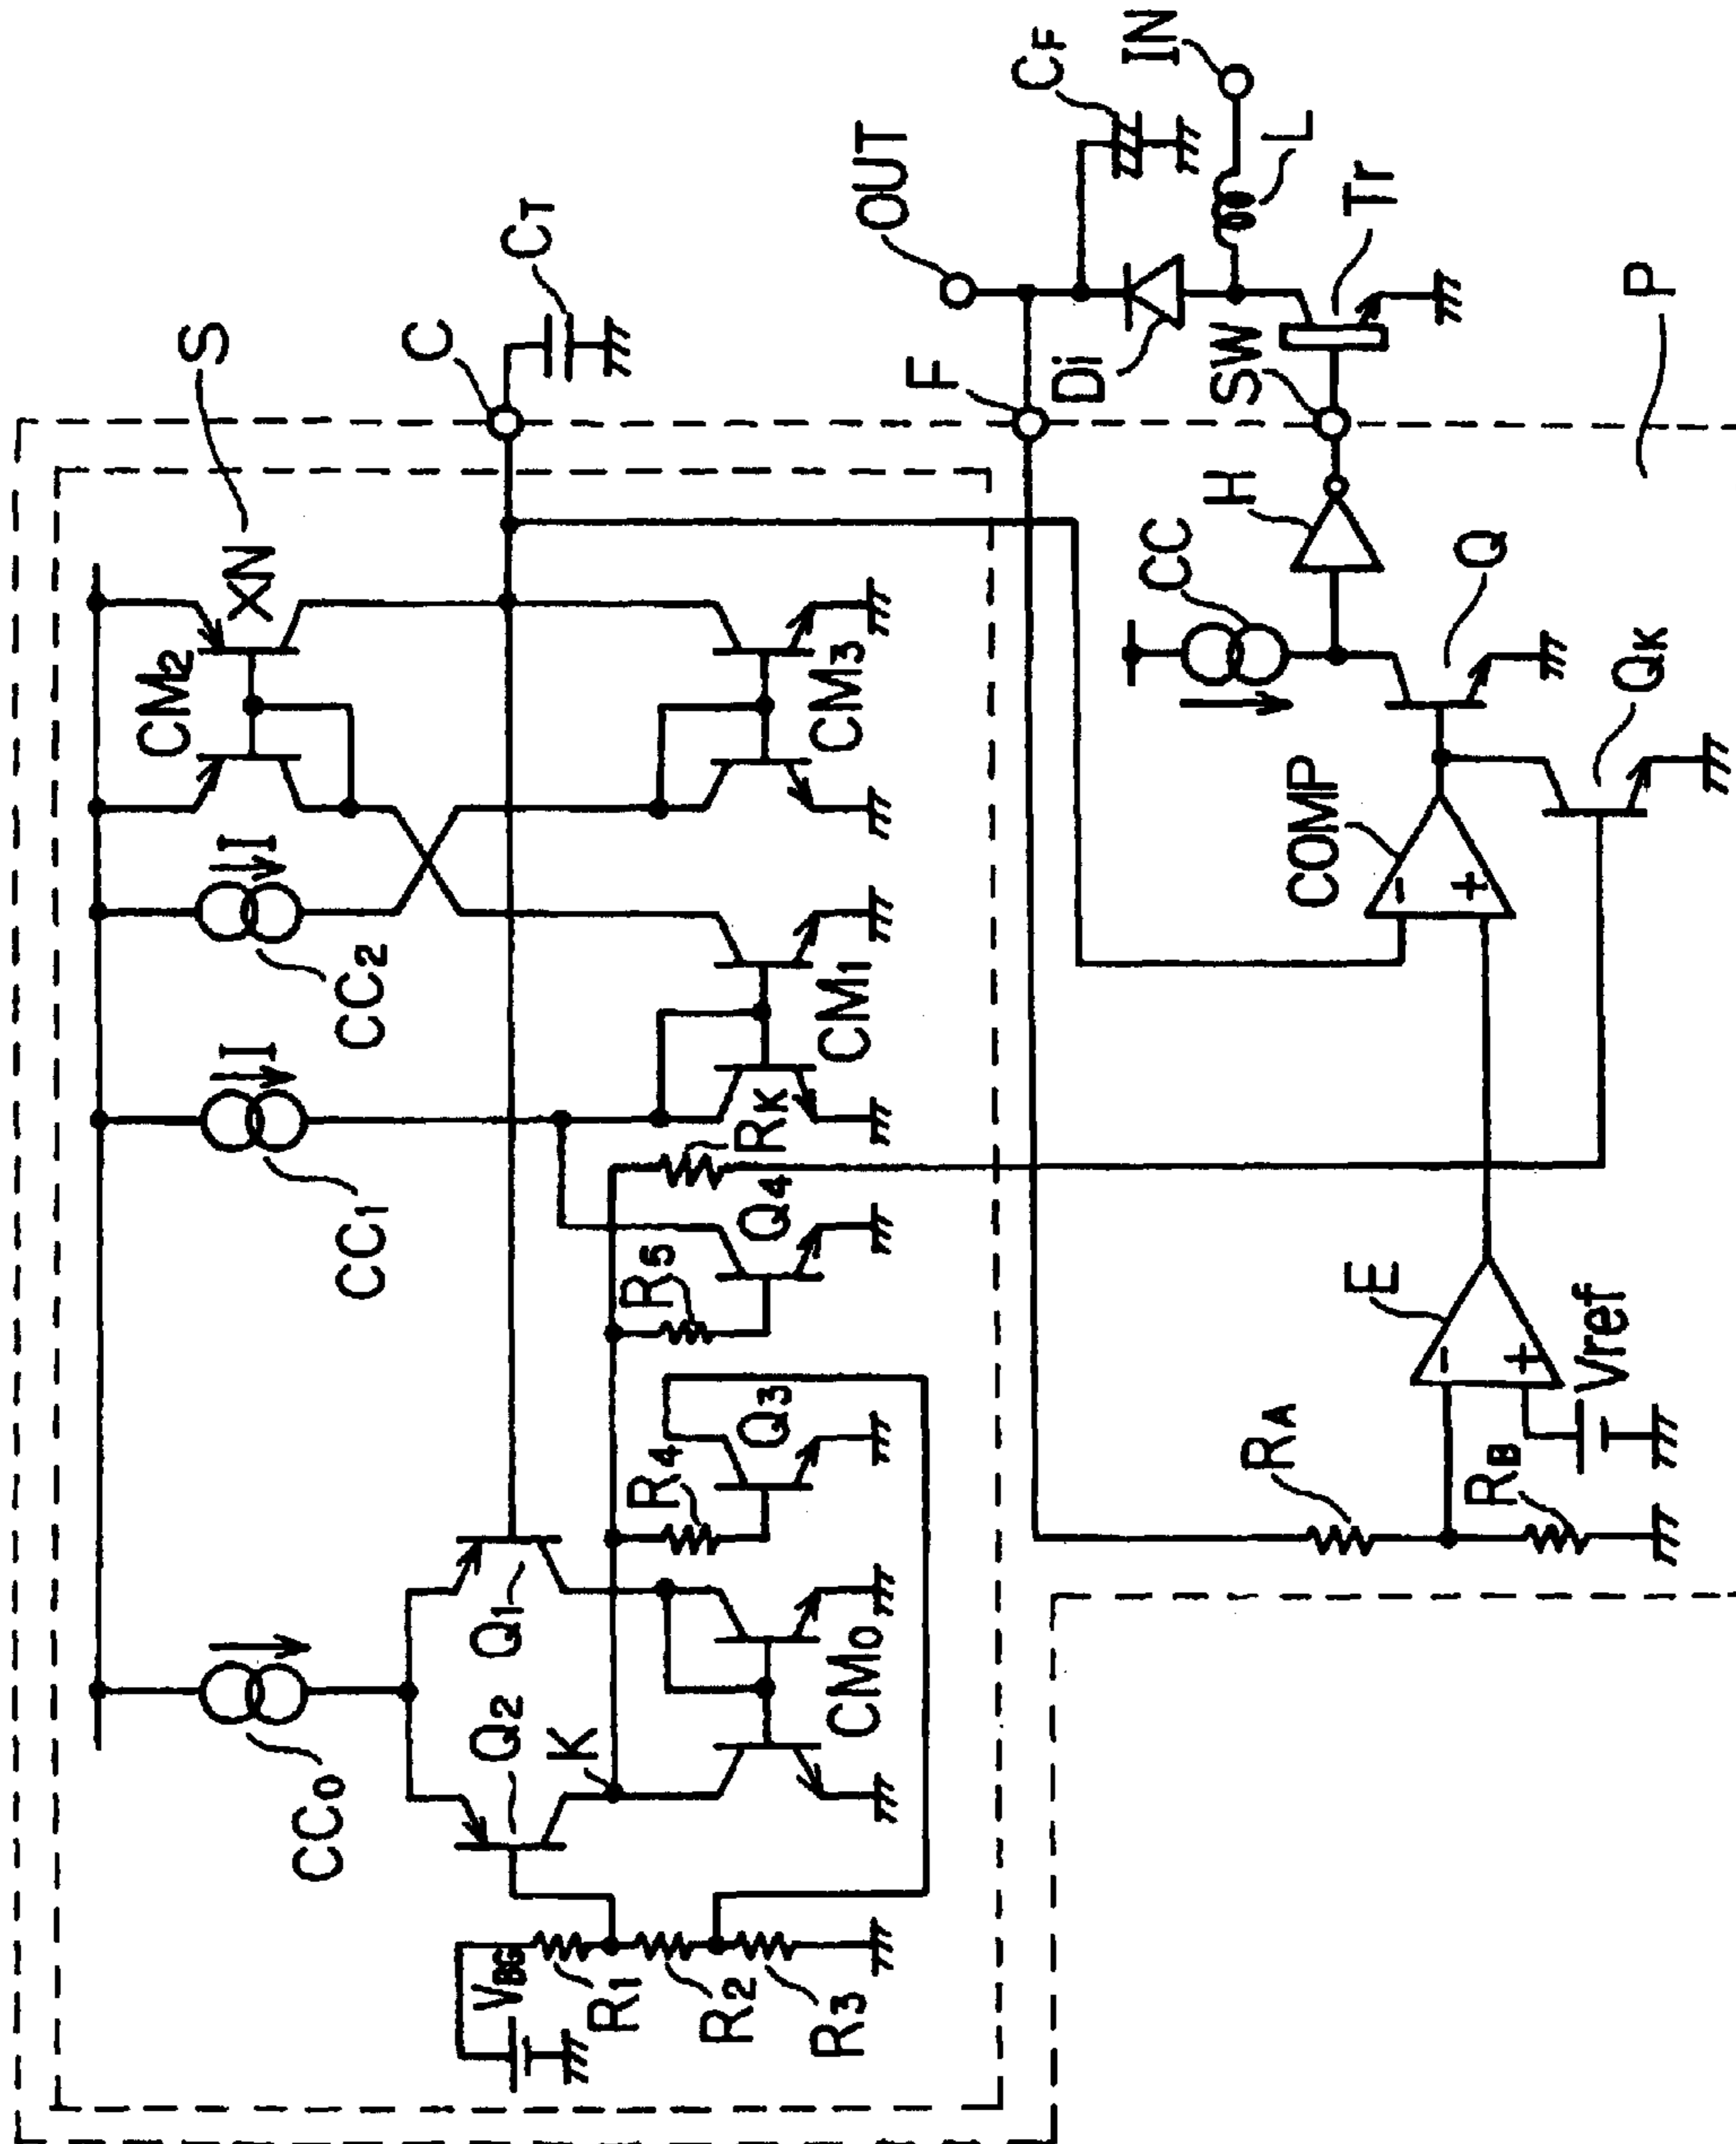 S
C
CT
CM2
XN
I
CC2
I
CC1
CM3
CM1
RK
Q4
R5
Q3
R4
CC0
Q1
Q2
K
CM0
VBG
R1
R2
R3
OUT
CF
IN
F
Di
L
SW
Tr
P
H
CC
Q
QK
COMP
-
+
E
-
+
Vref
RA
RB